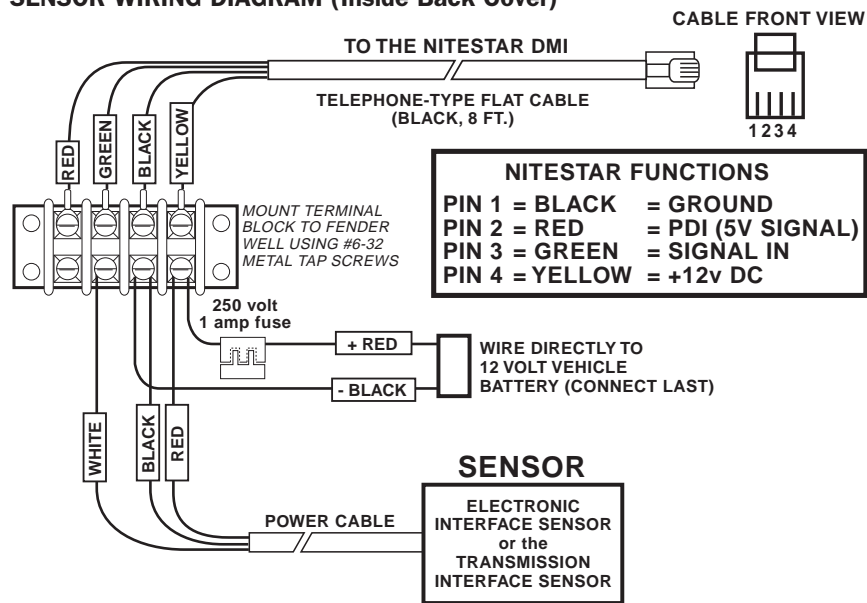 SENSOR WIRING DIAGRAM (Inside Back Cover)
CABLE FRONT VIEW
1234
TO THE NITESTAR DMI
TELEPHONE-TYPE FLAT CABLE
(BLACK, 8 FT.)
RED
GREEN
BLACK
YELLOW
NITESTAR FUNCTIONS
PIN 1 = BLACK = GROUND
PIN 2 = RED = PDI (5V SIGNAL)
PIN 3 = GREEN = SIGNAL IN
PIN 4 = YELLOW = +12v DC
MOUNT TERMINAL
BLOCK TO FENDER
WELL USING #6-32
METAL TAP SCREWS
250 volt
1 amp fuse
+ RED
- BLACK
WIRE DIRECTLY TO
12 VOLT VEHICLE
BATTERY (CONNECT LAST)
WHITE
BLACK
RED
POWER CABLE
SENSOR
ELECTRONIC
INTERFACE SENSOR
or the
TRANSMISSION
INTERFACE SENSOR